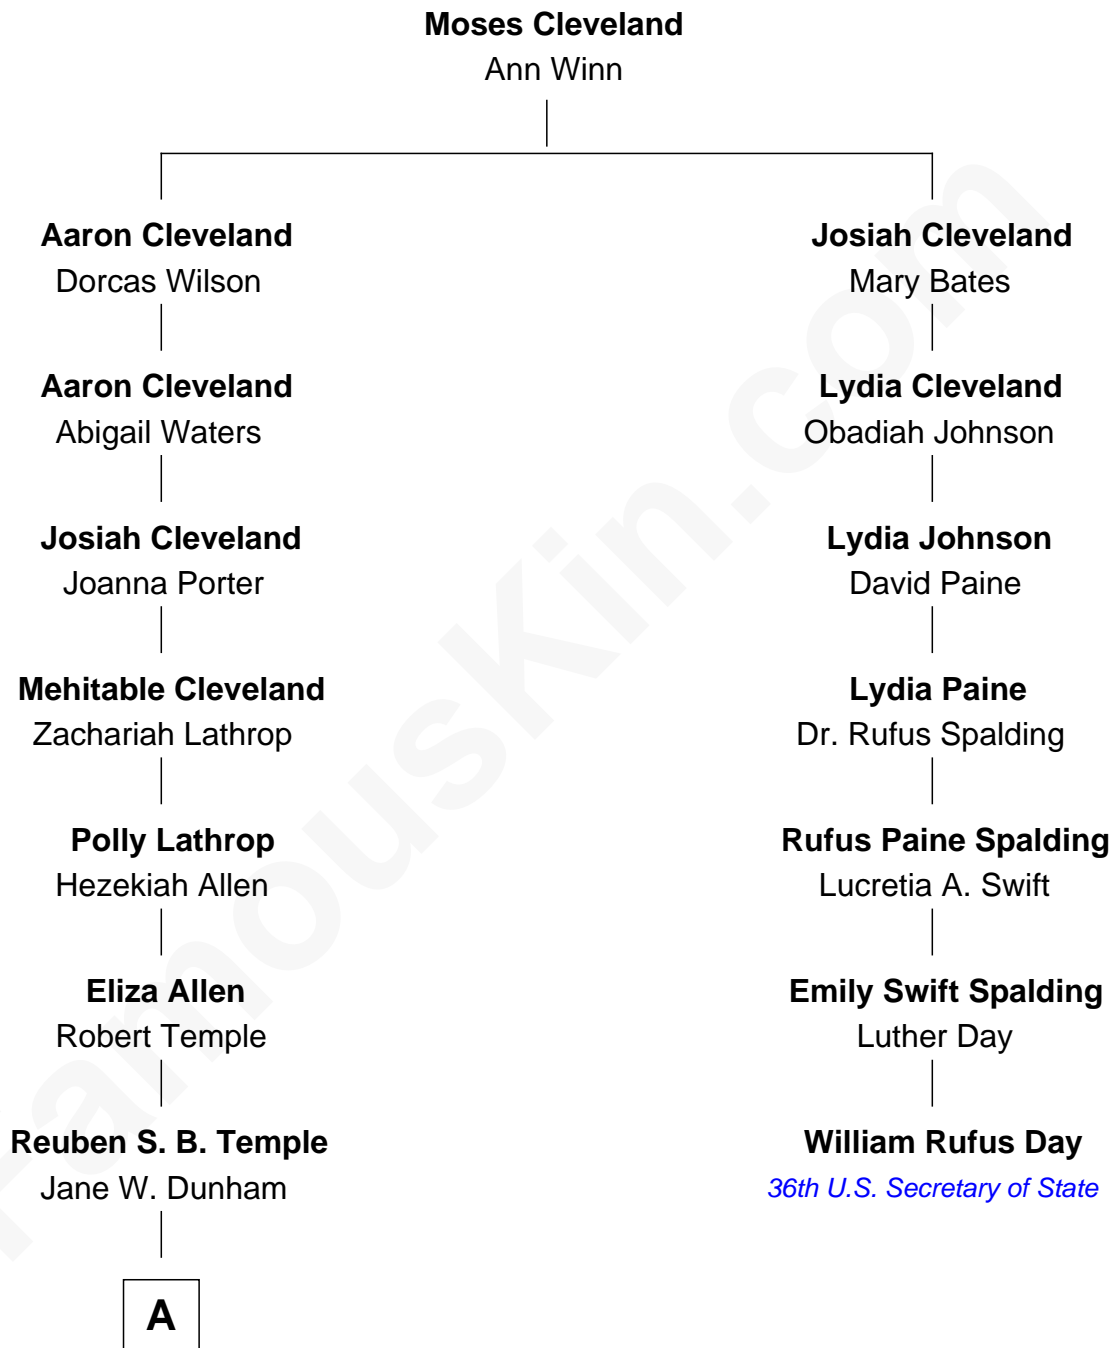 Moses Cleveland
Ann Winn
Aaron Cleveland
Dorcas Wilson
Josiah Cleveland
Mary Bates
Aaron Cleveland
Abigail Waters
Lydia Cleveland
Obadiah Johnson
Josiah Cleveland
Joanna Porter
Lydia Johnson
David Paine
Mehitable Cleveland
Zachariah Lathrop
Lydia Paine
Dr. Rufus Spalding
Polly Lathrop
Hezekiah Allen
Rufus Paine Spalding
Lucretia A. Swift
Eliza Allen
Robert Temple
Emily Swift Spalding
Luther Day
Reuben S. B. Temple
Jane W. Dunham
William Rufus Day
36th U.S. Secretary of State
A
FamousKin.com